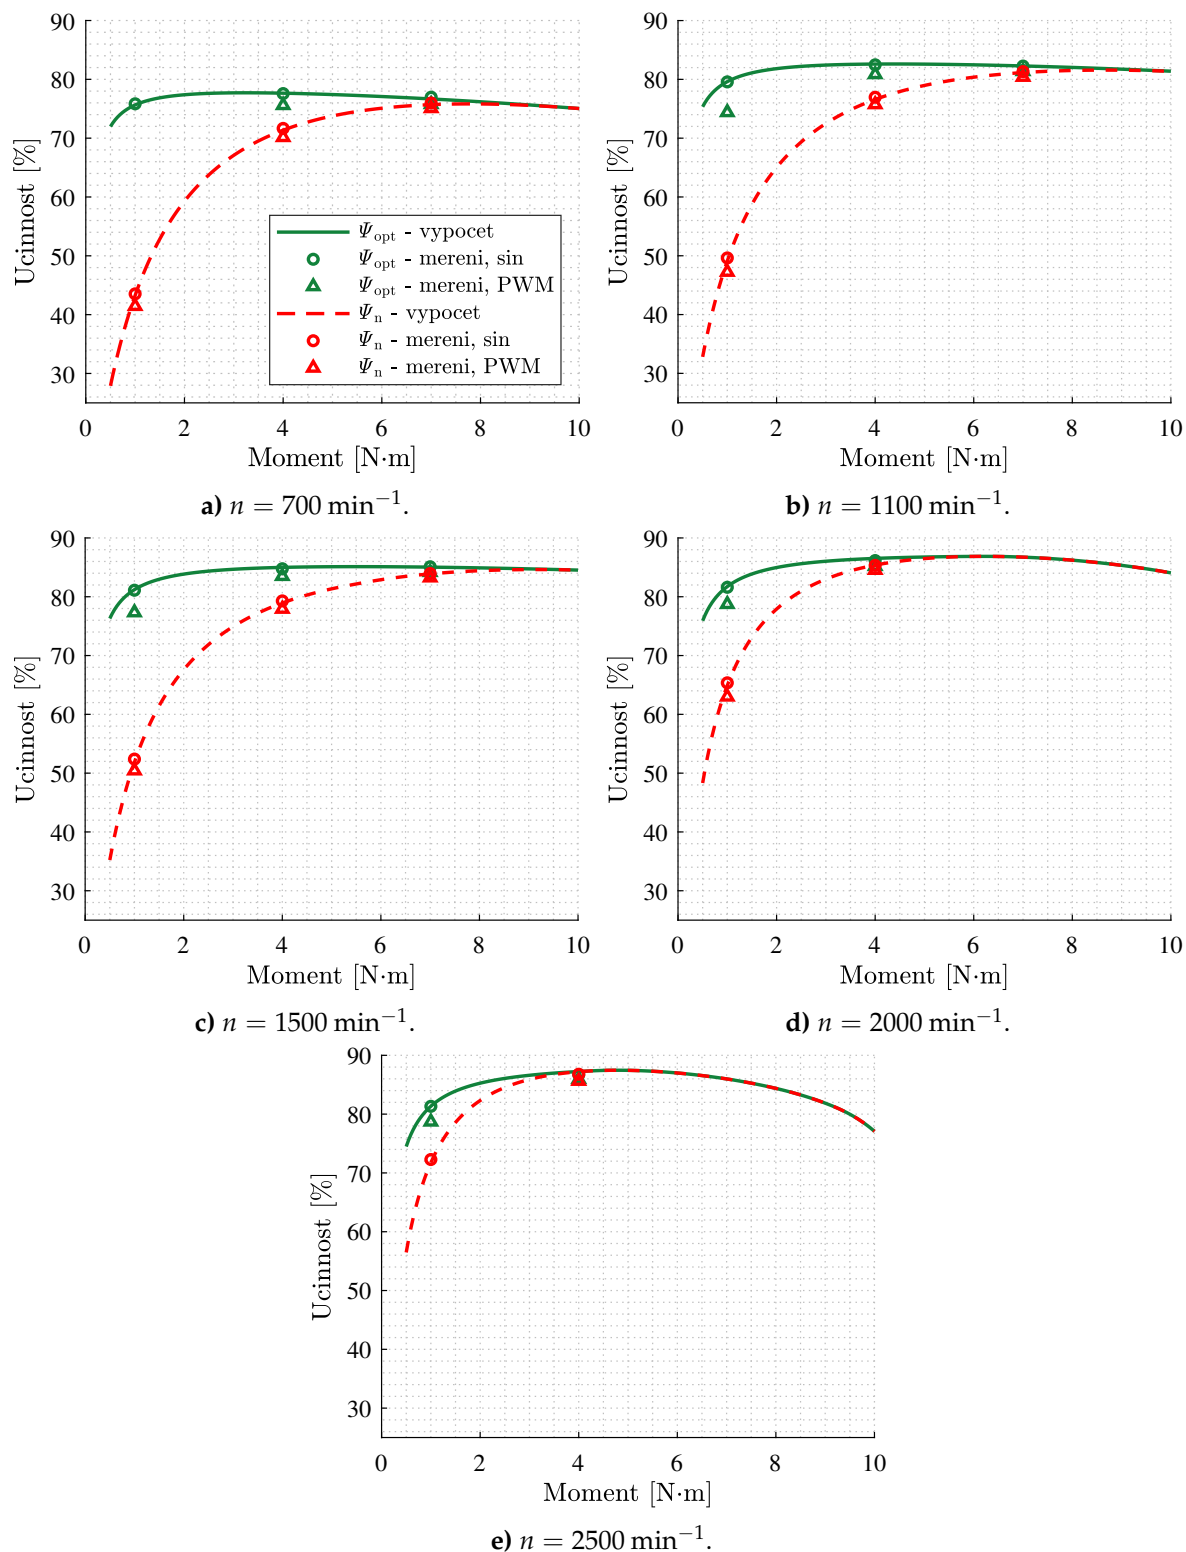 90
80
70
60
50
40
30
Ucinnost [%]
0 2 4 6 8 10
Moment [N·m]
Ψopt - vypocet
Ψopt - mereni, sin
Ψopt - mereni, PWM
Ψn - vypocet
Ψn - mereni, sin
Ψn - mereni, PWM
a) n = 700 min−1.
90
80
70
60
50
40
30
Ucinnost [%]
0 2 4 6 8 10
Moment [N·m]
b) n = 1100 min−1.
90
80
70
60
50
40
30
Ucinnost [%]
0 2 4 6 8 10
Moment [N·m]
c) n = 1500 min−1.
90
80
70
60
50
40
30
Ucinnost [%]
0 2 4 6 8 10
Moment [N·m]
d) n = 2000 min−1.
90
80
70
60
50
40
30
Ucinnost [%]
0 2 4 6 8 10
Moment [N·m]
e) n = 2500 min−1.